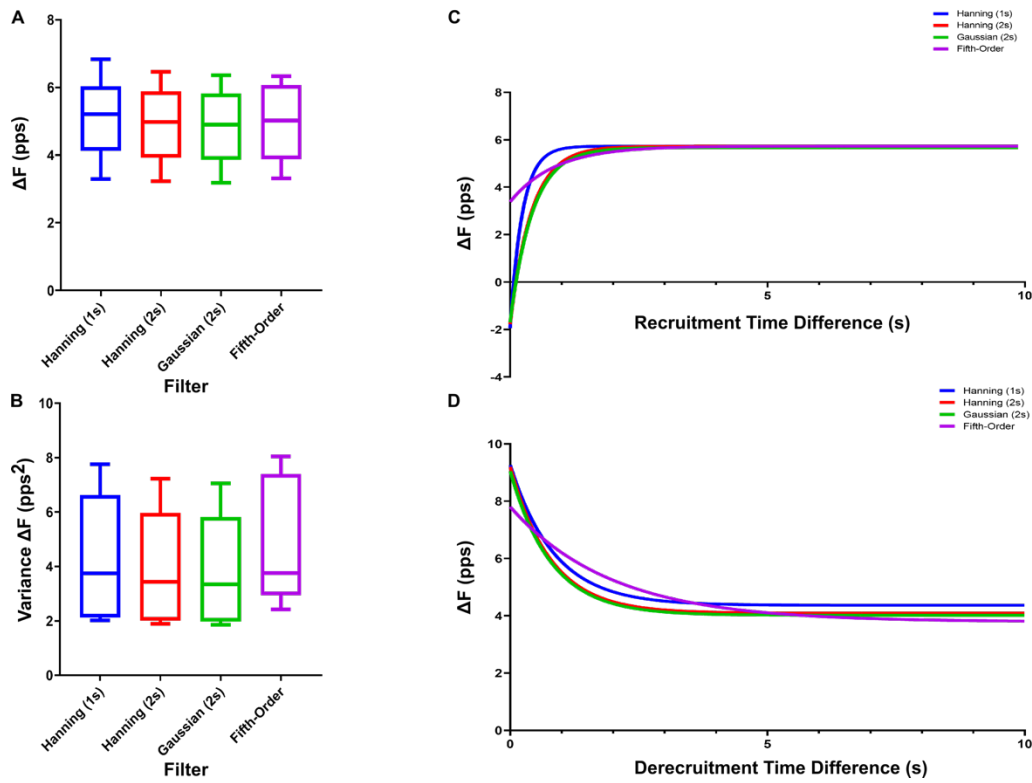 A
ΔF (pps)
8
6
4
2
0
Hanning (1s)
Hanning (2s)
Gaussian (2s)
Fifth-Order
Filter
B
Variance ΔF (pps²)
10
8
6
4
2
0
Hanning (1s)
Hanning (2s)
Gaussian (2s)
Fifth-Order
Filter
C
Hanning (1s)
Hanning (2s)
Gaussian (2s)
Fifth-Order
ΔF (pps)
8
6
4
2
0
-2
-4
5
10
Recruitment Time Difference (s)
D
Hanning (1s)
Hanning (2s)
Gaussian (2s)
Fifth-Order
ΔF (pps)
10
8
6
4
2
0
0
5
10
Derecruitment Time Difference (s)